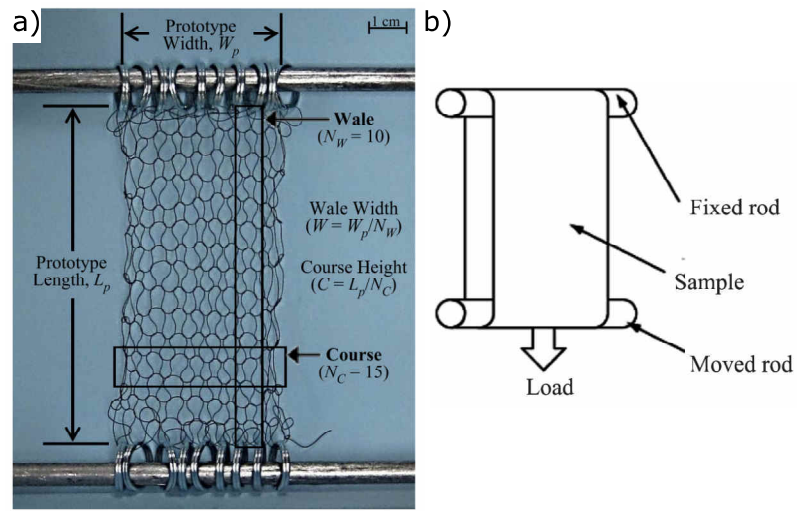 a)
Prototype
Width, Wp
1 cm
Wale
(NW = 10)
Wale Width
(W = Wp/NW)
Course Height
(C = Lp/NC)
Prototype
Length, Lp
Course
(NC − 15)
b)
Fixed rod
Sample
Moved rod
Load